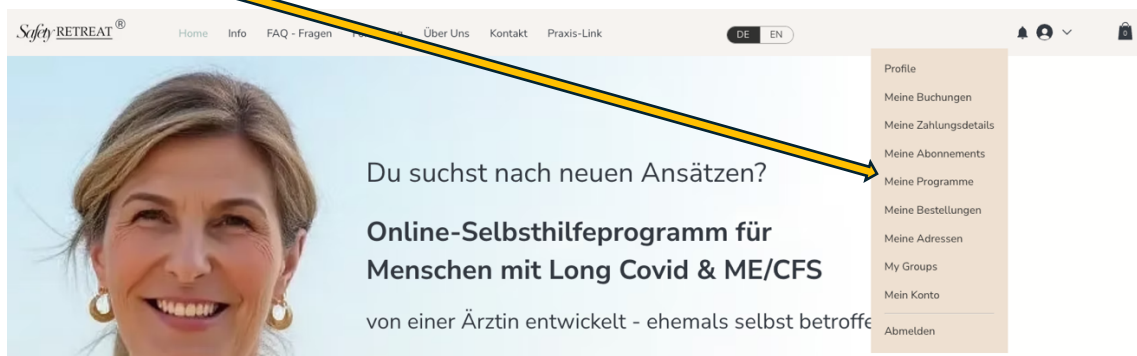 Safety RETREAT®
Home Info FAQ - Fragen Über Uns Kontakt Praxis-Link
DE EN
0
Profile
Meine Buchungen
Meine Zahlungsdetails
Meine Abonnements
Meine Programme
Meine Bestellungen
Meine Adressen
My Groups
Mein Konto
Abmelden
Du suchst nach neuen Ansätzen?
Online-Selbsthilfeprogramm für
Menschen mit Long Covid & ME/CFS
von einer Ärztin entwickelt - ehemals selbst betroffe